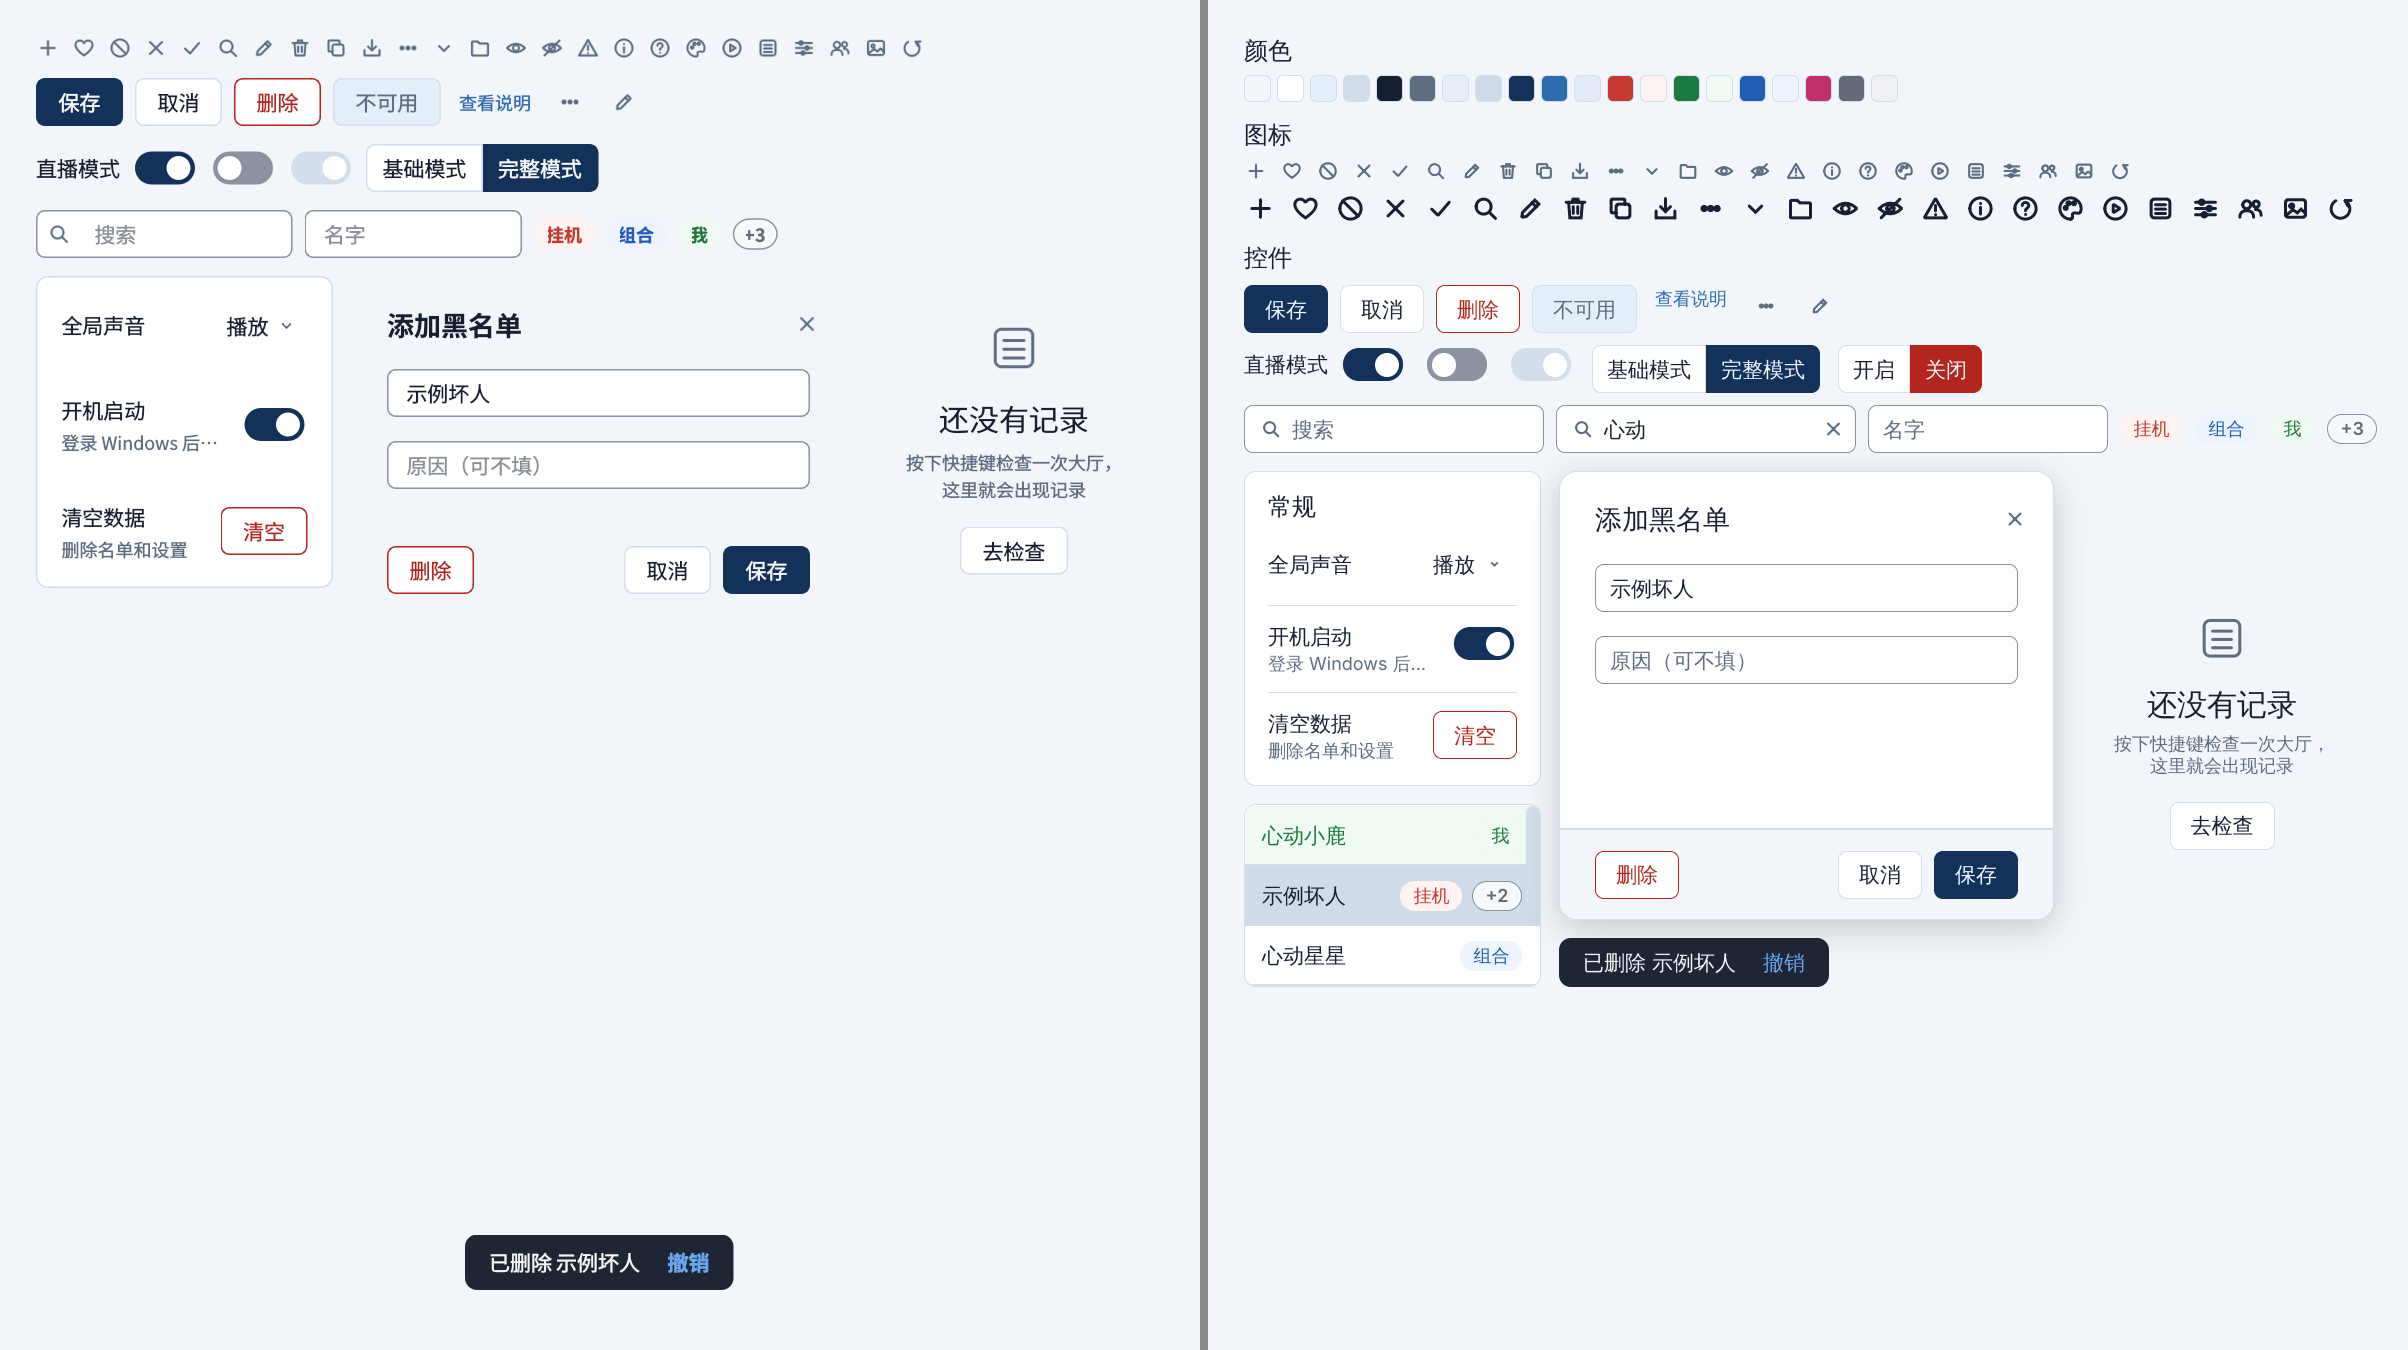 保存 取消 删除 不可用 查看说明
直播模式 基础模式 完整模式
搜索 名字 挂机 组合 我 +3
全局声音 播放
开机启动
登录 Windows 后…
清空数据
删除名单和设置
清空
添加黑名单
示例坏人
原因（可不填）
删除 取消 保存
还没有记录
按下快捷键检查一次大厅，
这里就会出现记录
去检查
已删除 示例坏人 撤销
颜色
图标
控件
保存 取消 删除 不可用 查看说明
直播模式 基础模式 完整模式 开启 关闭
搜索 心动 名字 挂机 组合 我 +3
常规
全局声音 播放
开机启动
登录 Windows 后...
清空数据
删除名单和设置
清空
心动小鹿 我
示例坏人 挂机 +2
心动星星 组合
添加黑名单
示例坏人
原因（可不填）
删除 取消 保存
已删除 示例坏人 撤销
还没有记录
按下快捷键检查一次大厅，
这里就会出现记录
去检查